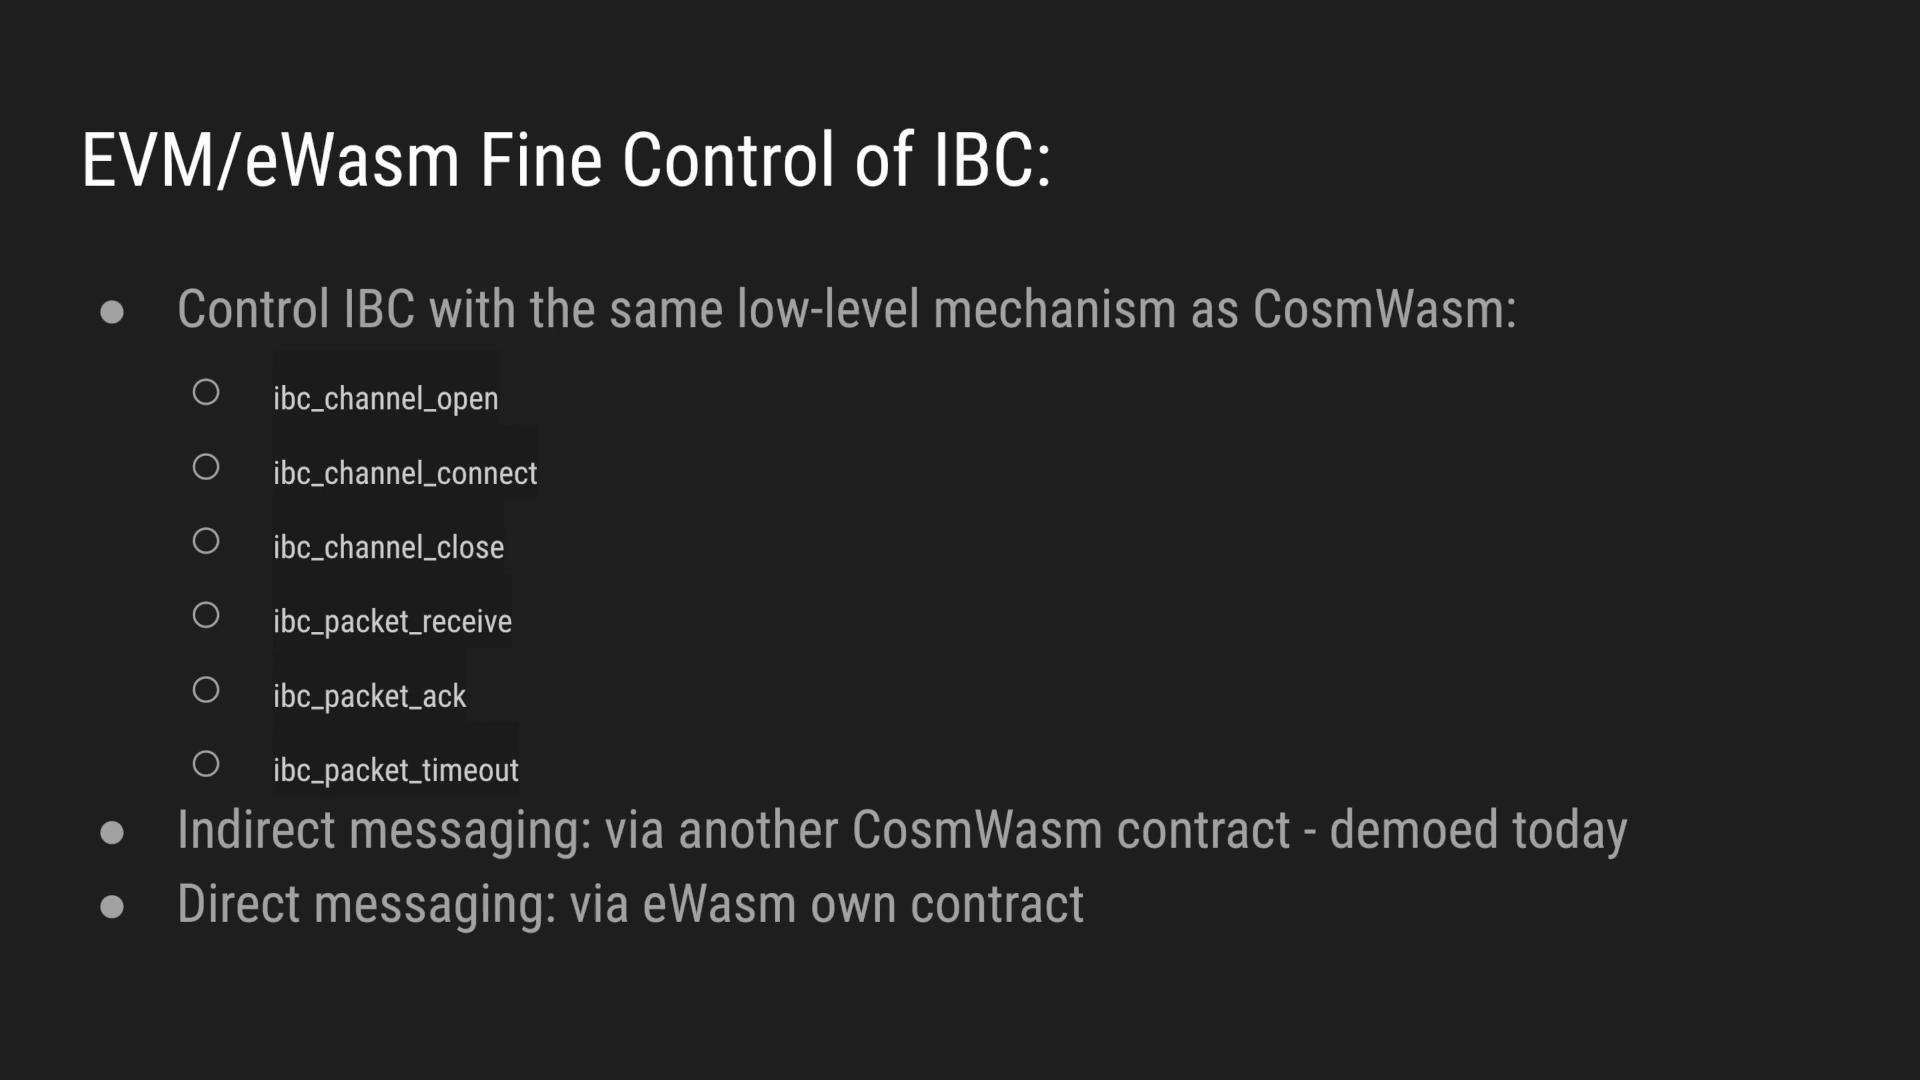 EVM/eWasm Fine Control of IBC:
● Control IBC with the same low-level mechanism as CosmWasm:
○ ibc_channel_open
○ ibc_channel_connect
○ ibc_channel_close
○ ibc_packet_receive
○ ibc_packet_ack
○ ibc_packet_timeout
● Indirect messaging: via another CosmWasm contract - demoed today
● Direct messaging: via eWasm own contract